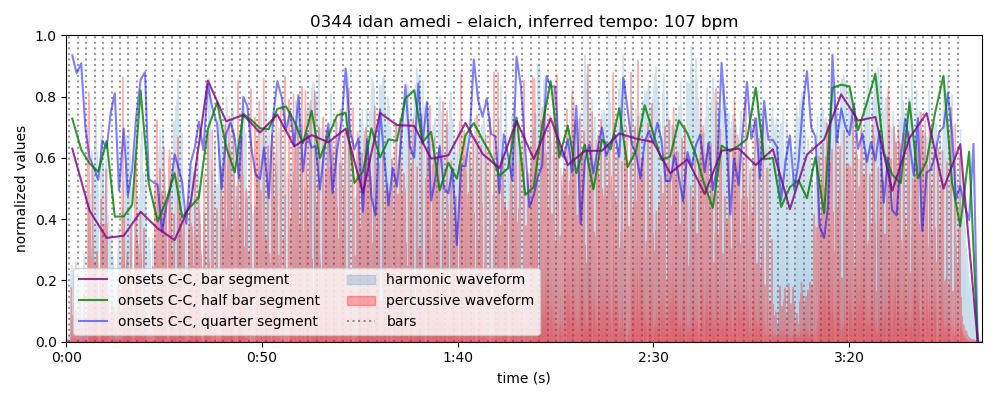 0344 idan amedi - elaich, inferred tempo: 107 bpm
normalized values
1.0
0.8
0.6
0.4
0.2
0.0
onsets C-C, bar segment
onsets C-C, half bar segment
onsets C-C, quarter segment
harmonic waveform
percussive waveform
bars
0:00
0:50
1:40
2:30
3:20
time (s)